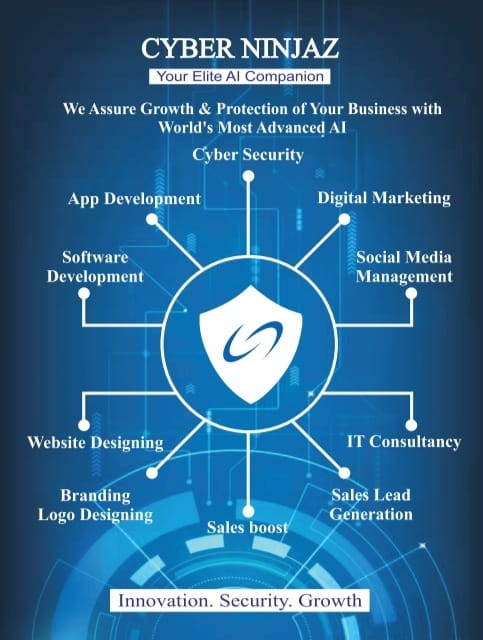 CYBER NINJAZ
Your Elite AI Companion
We Assure Growth & Protection of Your Business with
World's Most Advanced AI
Cyber Security
App Development
Digital Marketing
Software
Development
Social Media
Management
Website Designing
IT Consultancy
Branding
Logo Designing
Sales Lead
Generation
Sales boost
Innovation. Security. Growth